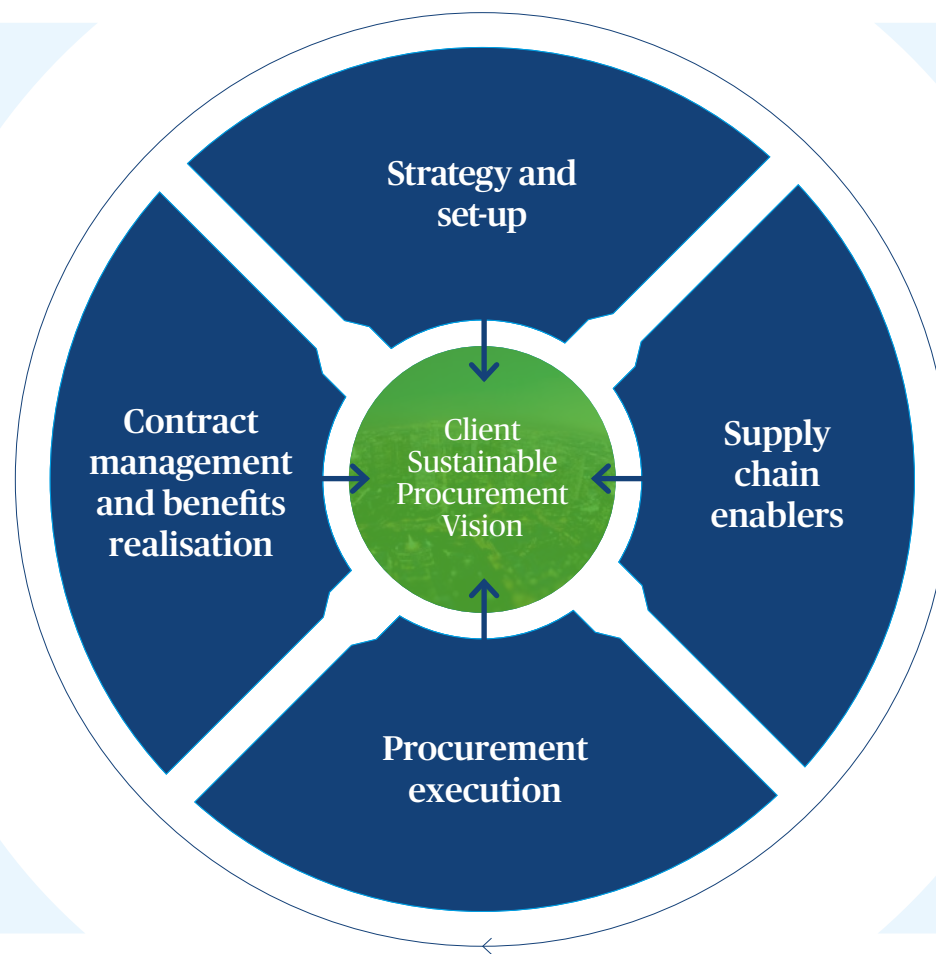 Strategy and
set-up
Supply
chain
enablers
Procurement
execution
Contract
management
and benefits
realisation
Client
Sustainable
Procurement
Vision